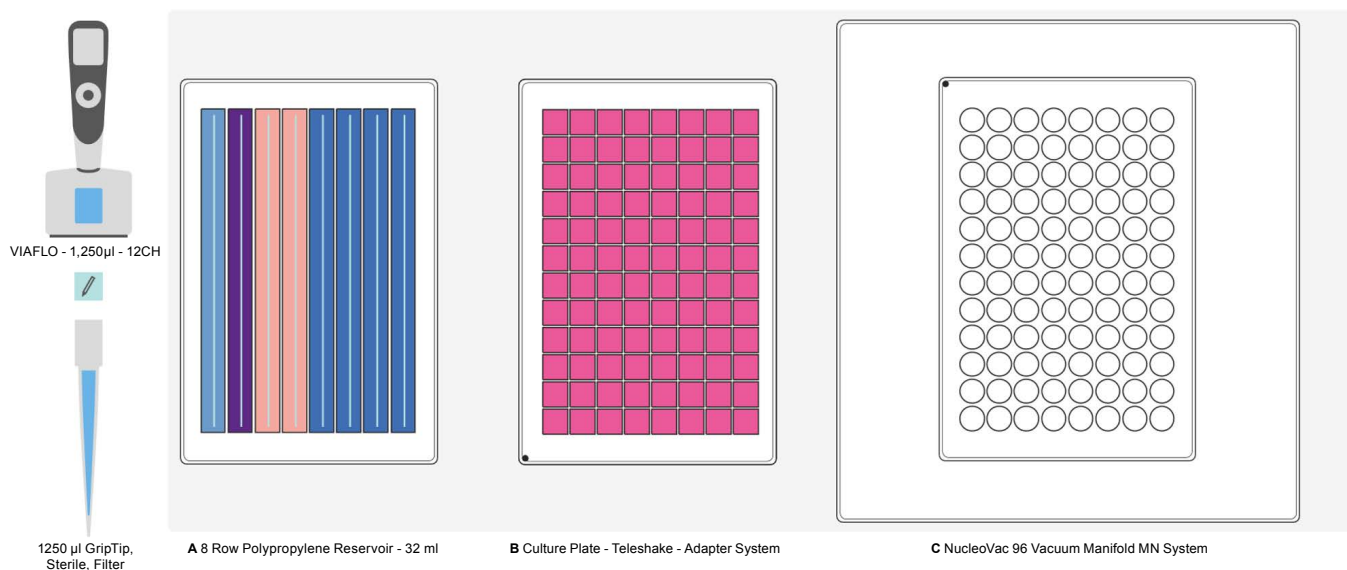 VIAFLO - 1,250µl - 12CH
1250 µl GripTip,
Sterile, Filter
A 8 Row Polypropylene Reservoir - 32 ml
B Culture Plate - Teleshake - Adapter System
C NucleoVac 96 Vacuum Manifold MN System